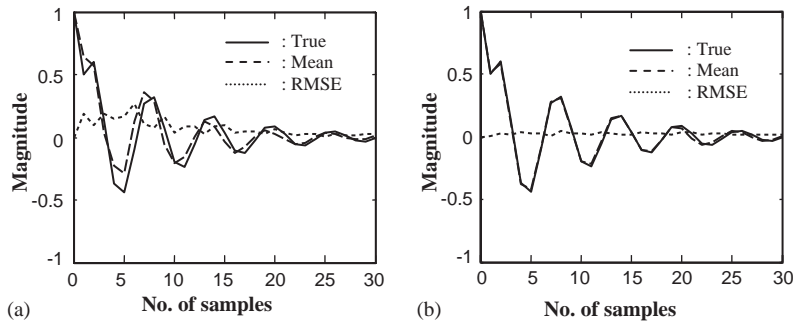 1
0.5
0
-0.5
-1
Magnitude
: True
: Mean
: RMSE
0 5 10 15 20 25 30
No. of samples
(a)
1
0.5
0
-0.5
-1
Magnitude
: True
: Mean
: RMSE
0 5 10 15 20 25 30
No. of samples
(b)